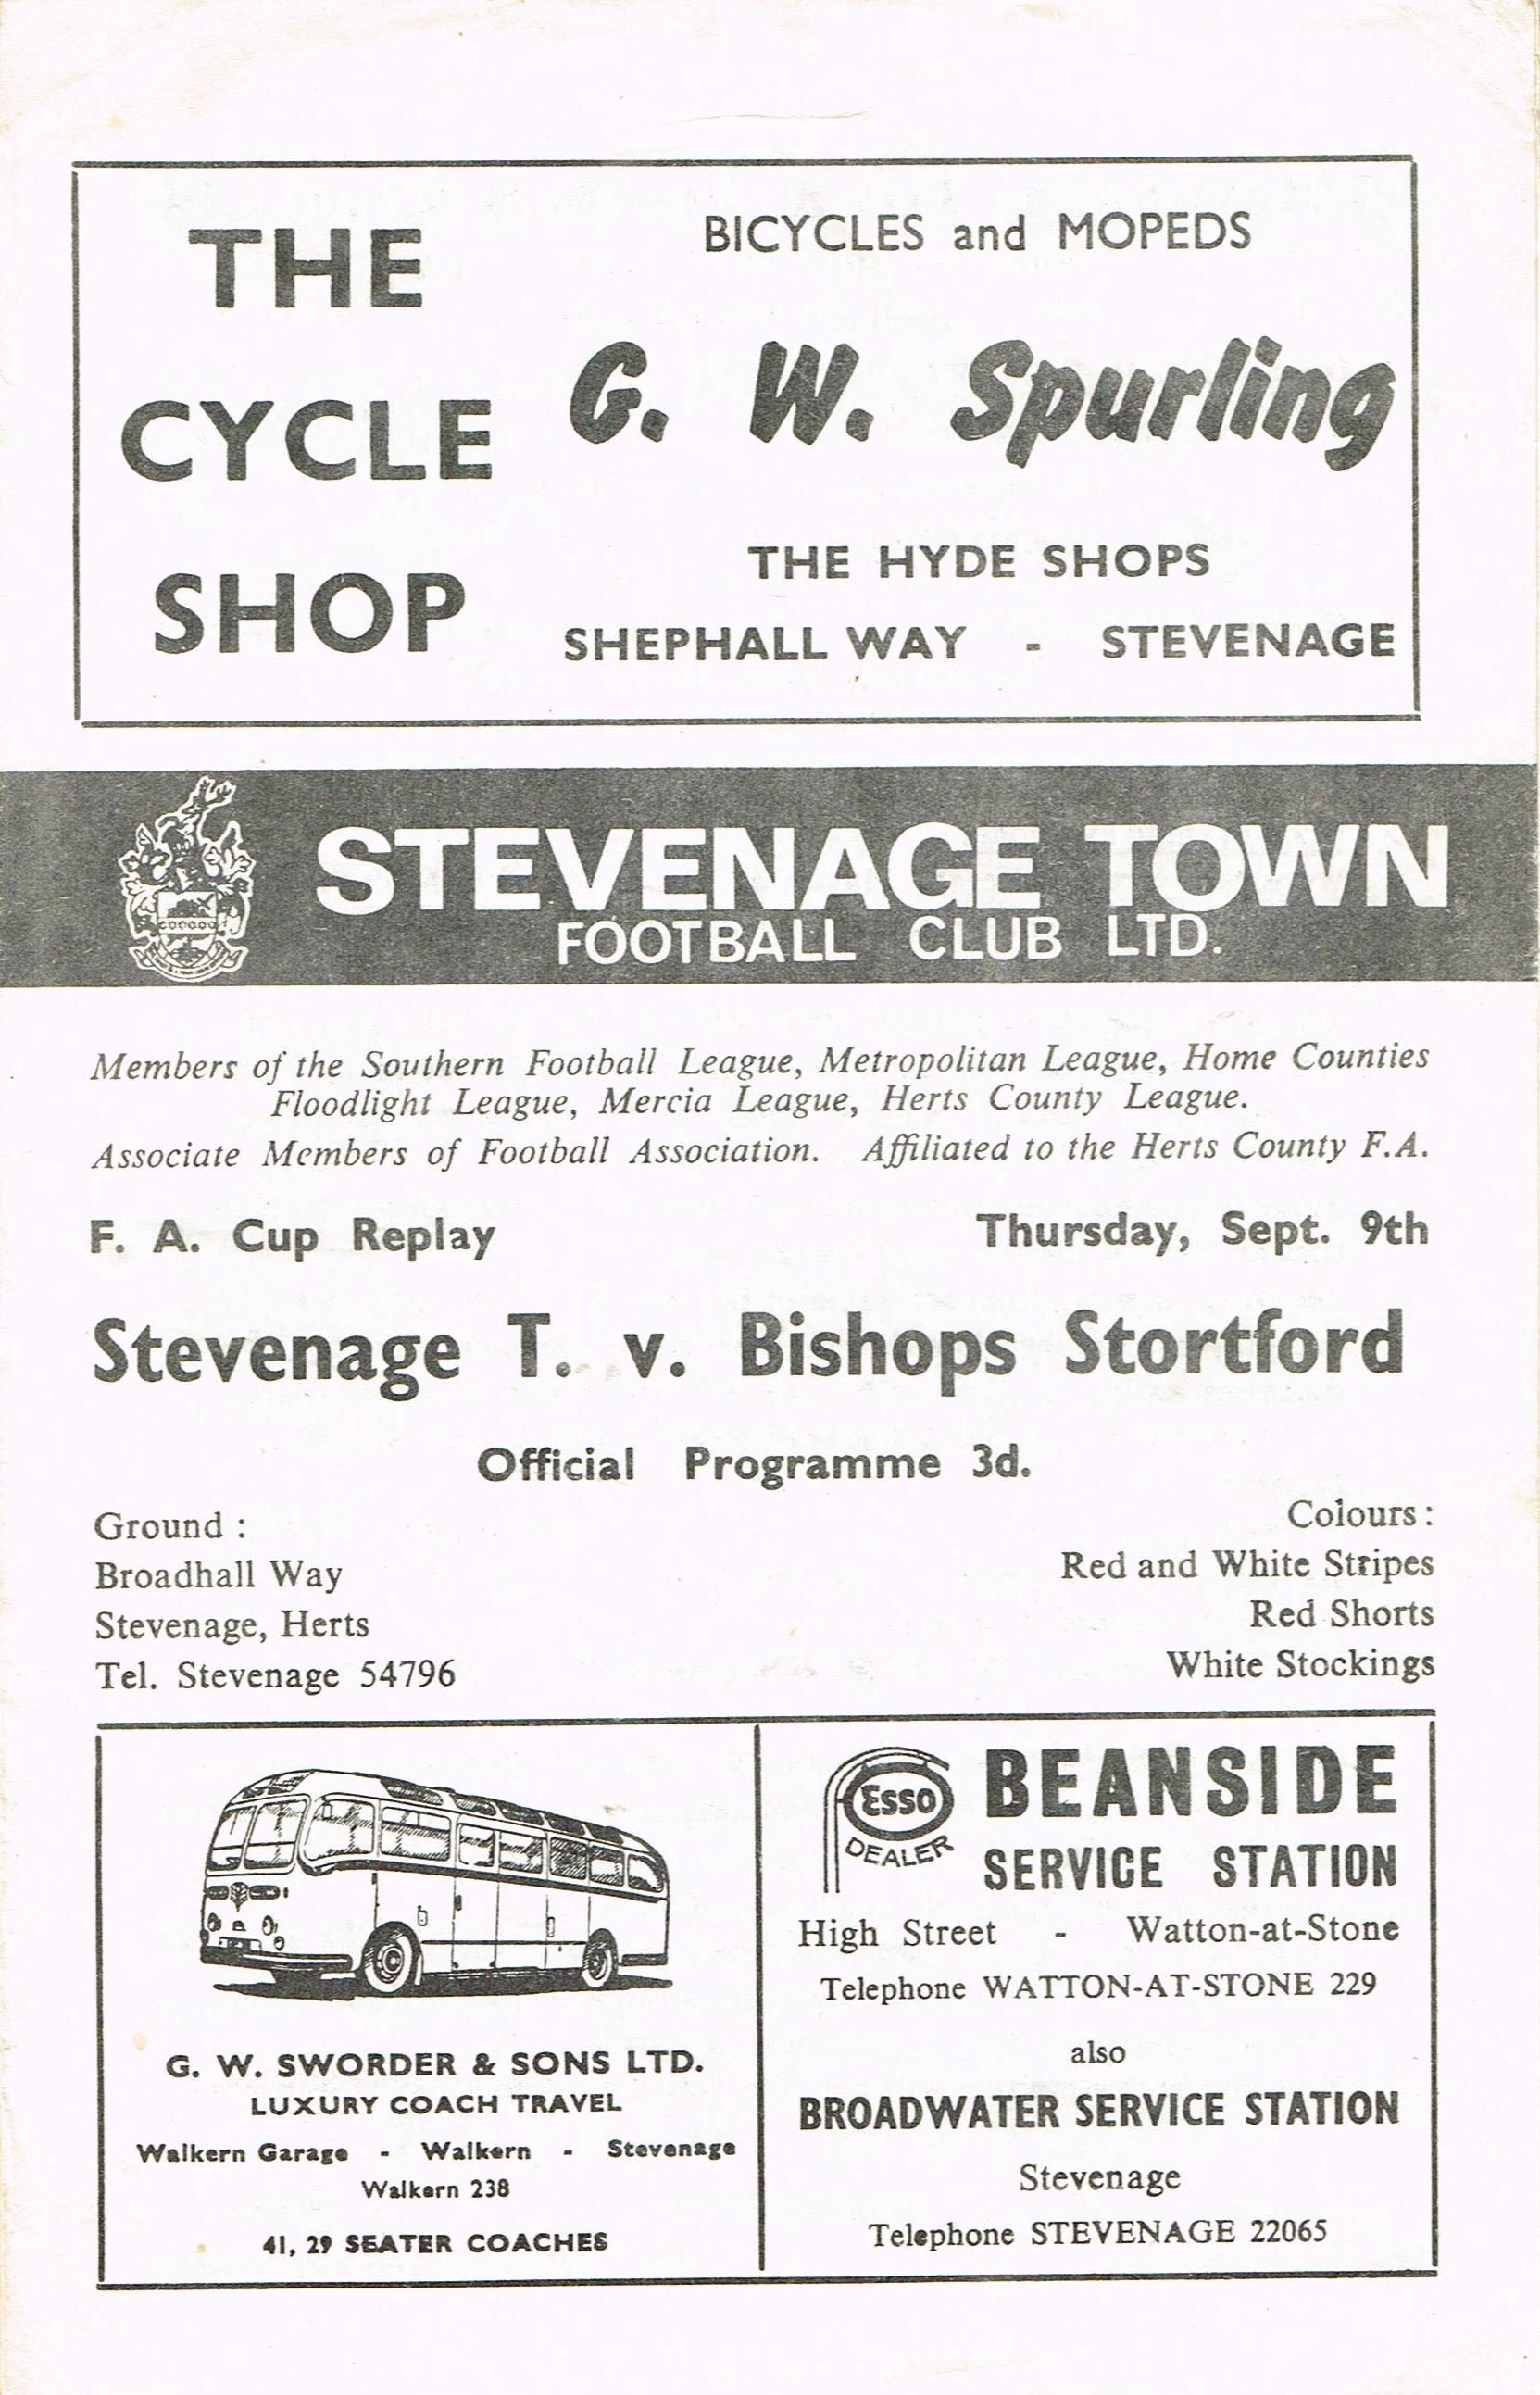 THE
CYCLE
SHOP
BICYCLES and MOPEDS
G. W. Spurling
THE HYDE SHOPS
SHEPHALL WAY - STEVENAGE
STEVENAGE TOWN
FOOTBALL CLUB LTD.
Members of the Southern Football League, Metropolitan League, Home Counties
Floodlight League, Mercia League, Herts County League.
Associate Members of Football Association. Affiliated to the Herts County F.A.
F. A. Cup Replay
Thursday, Sept. 9th
Stevenage T. v. Bishops Stortford
Official Programme 3d.
Ground :
Broadhall Way
Stevenage, Herts
Tel. Stevenage 54796
Colours :
Red and White Stripes
Red Shorts
White Stockings
G. W. SWORDER & SONS LTD.
LUXURY COACH TRAVEL
Walkern Garage - Walkern - Stevenage
Walkern 238
41, 29 SEATER COACHES
Esso
DEALER
BEANSIDE
SERVICE STATION
High Street - Watton-at-Stone
Telephone WATTON-AT-STONE 229
also
BROADWATER SERVICE STATION
Stevenage
Telephone STEVENAGE 22065